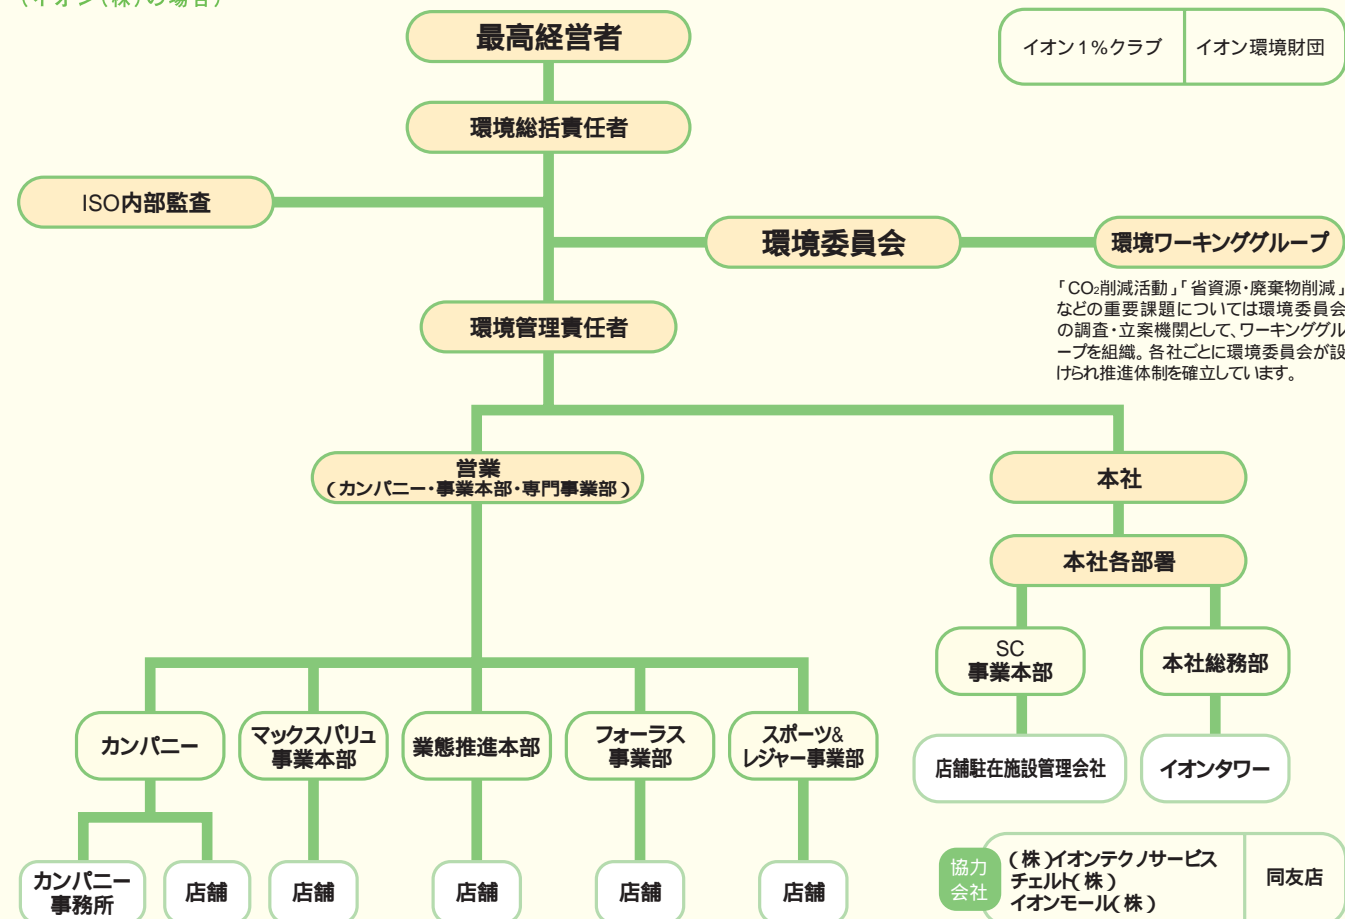 (イオン(株)の場合)
最高経営者
イオン1%クラブ
イオン環境財団
環境総括責任者
ISO内部監査
環境委員会
環境ワーキンググループ
「CO₂削減活動」「省資源・廃棄物削減」
などの重要課題については環境委員会
の調査・立案機関として、ワーキンググル
ープを組織。各社ごとに環境委員会が設
けられ推進体制を確立しています。
環境管理責任者
営業
(カンパニー・事業本部・専門事業部)
本社
本社各部署
SC
事業本部
本社総務部
カンパニー
マックスバリュ
事業本部
業態推進本部
フォーラス
事業部
スポーツ&
レジャー事業部
店舗駐在施設管理会社
イオンタワー
カンパニー
事務所
店舗
店舗
店舗
店舗
店舗
協力
会社
(株)イオンテクノサービス
チェルト(株)
イオンモール(株)
同友店